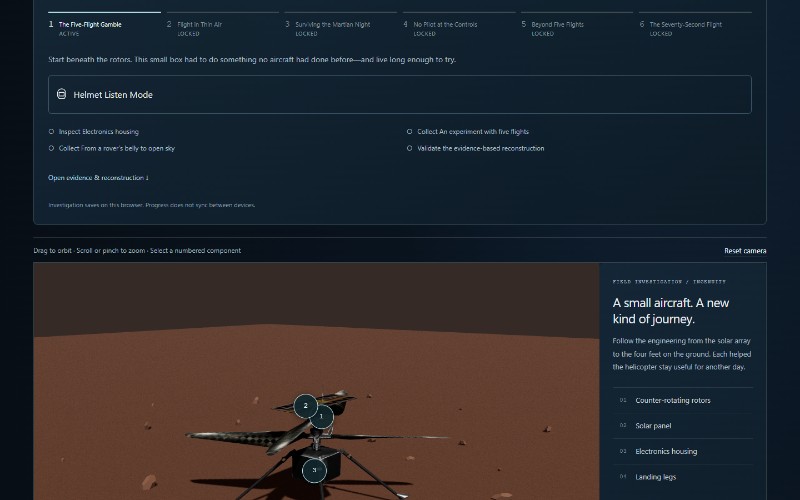 1 The Five-Flight Gamble
ACTIVE
2 Flight in Thin Air
LOCKED
3 Surviving the Martian Night
LOCKED
4 No Pilot at the Controls
LOCKED
5 Beyond Five Flights
LOCKED
6 The Seventy-Second Flight
LOCKED
Start beneath the rotors. This small box had to do something no aircraft had done before—and live long enough to try.
Helmet Listen Mode
Inspect Electronics housing
Collect An experiment with five flights
Collect From a rover's belly to open sky
Validate the evidence-based reconstruction
Open evidence & reconstruction ↓
Investigation saves on this browser. Progress does not sync between devices.
Drag to orbit · Scroll or pinch to zoom · Select a numbered component
Reset camera
2
1
3
FIELD INVESTIGATION / INGENUITY
A small aircraft. A new
kind of journey.
Follow the engineering from the solar array
to the four feet on the ground. Each helped
the helicopter stay useful for another day.
01 Counter-rotating rotors
02 Solar panel
03 Electronics housing
04 Landing legs